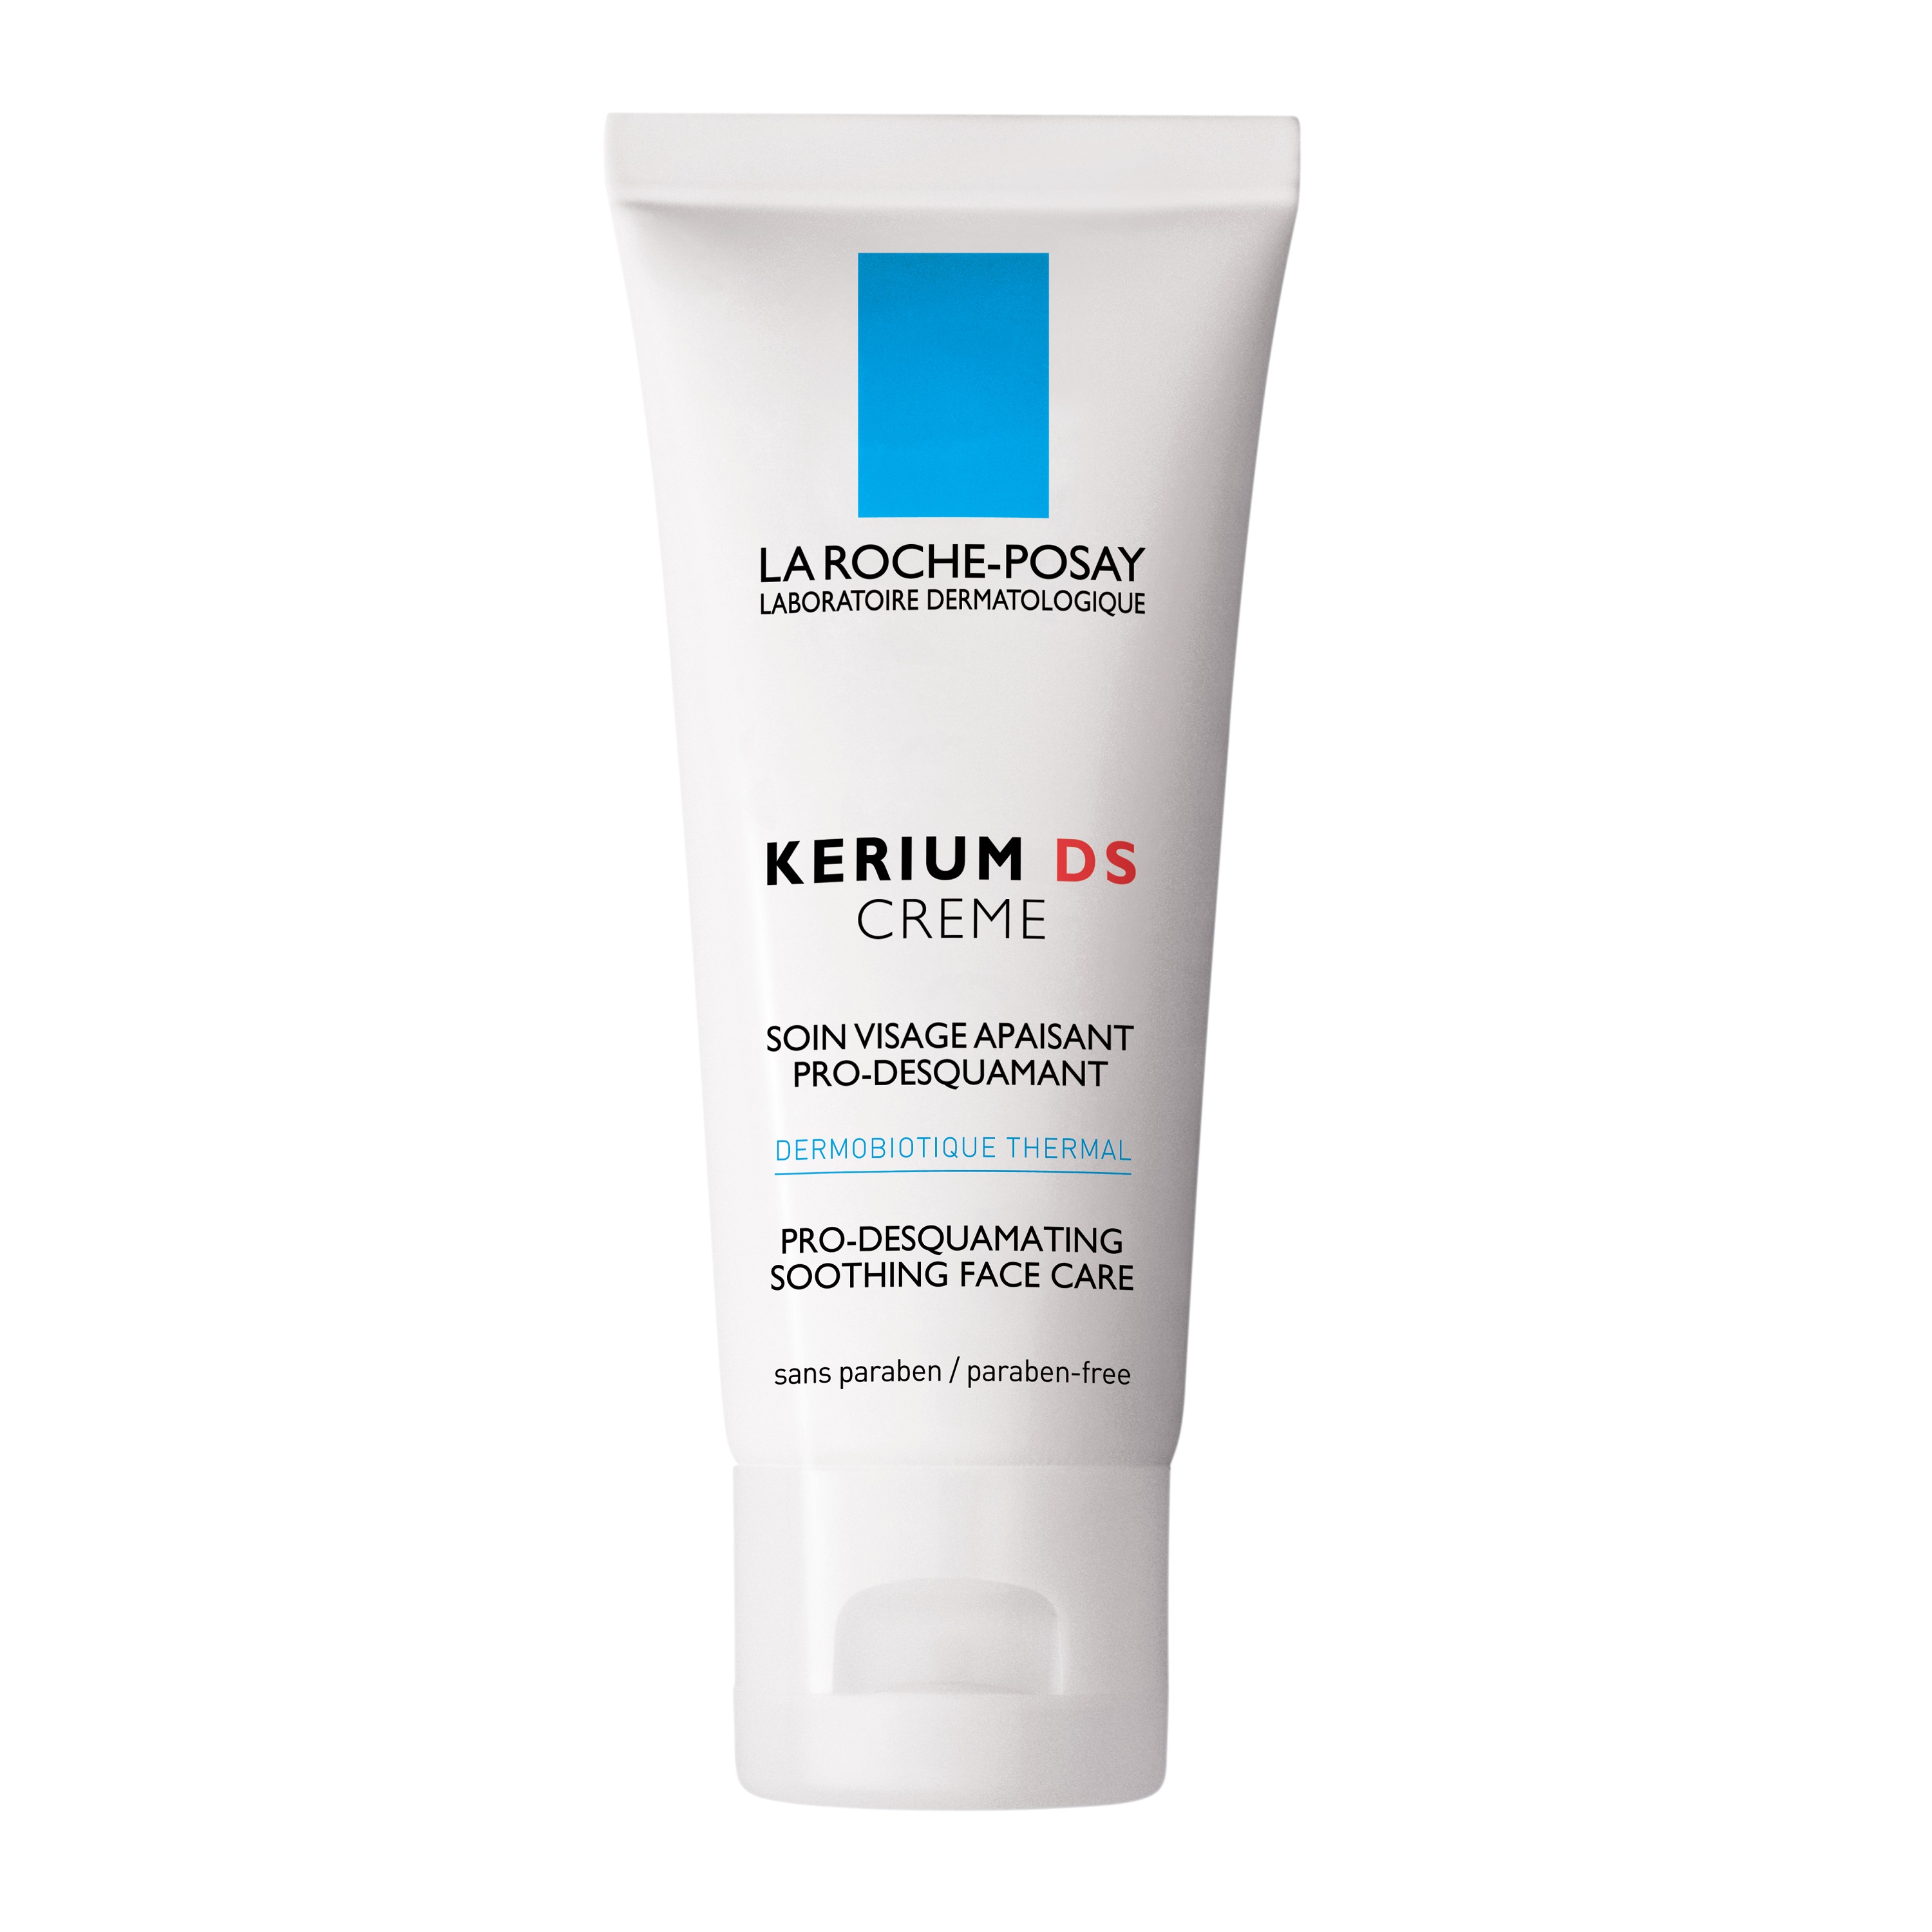 LA ROCHE-POSAY
LABORATOIRE DERMATOLOGIQUE
KERIUM DS
CREME
SOIN VISAGE APAISANT
PRO-DESQUAMANT
DERMOBIOTIQUE THERMAL
PRO-DESQUAMATING
SOOTHING FACE CARE
sans paraben / paraben-free